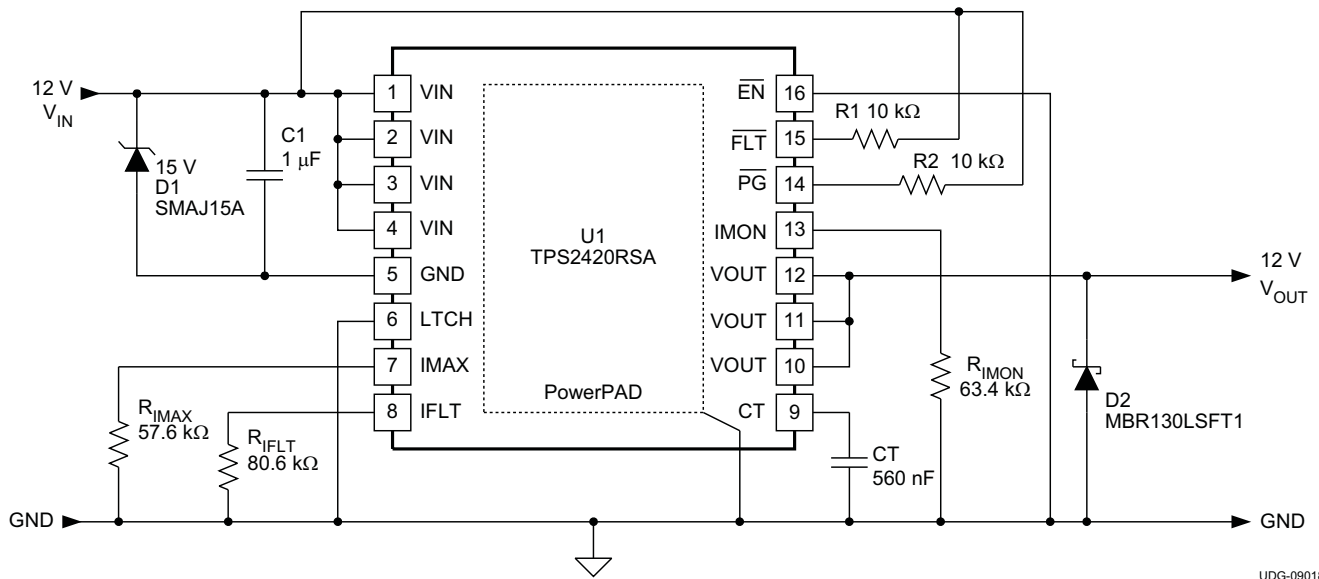 12 V
V_IN
15 V
D1
SMAJ15A
C1
1 μF
1 VIN
2 VIN
3 VIN
4 VIN
5 GND
6 LTCH
7 IMAX
8 IFLT
U1
TPS2420RSA
PowerPAD
EN 16
FLT 15
PG 14
IMON 13
VOUT 12
VOUT 11
VOUT 10
CT 9
R1 10 kΩ
R2 10 kΩ
R_IMAX
57.6 kΩ
R_IFLT
80.6 kΩ
CT
560 nF
R_IMON
63.4 kΩ
D2
MBR130LSFT1
12 V
V_OUT
GND
GND
UDG-09018